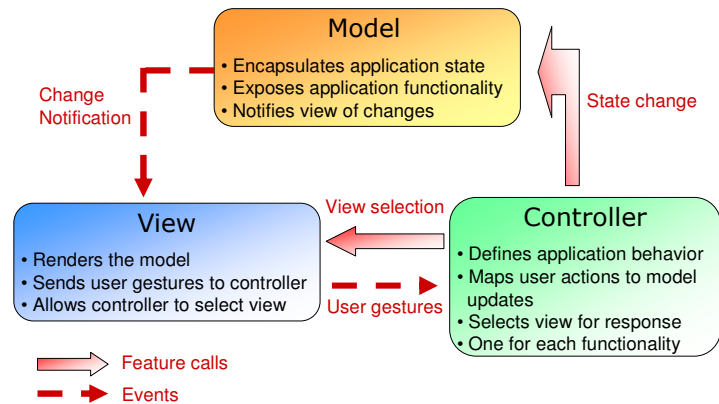 Model
• Encapsulates application state
• Exposes application functionality
• Notifies view of changes
Change
Notification
State change
View
• Renders the model
• Sends user gestures to controller
• Allows controller to select view
View selection
User gestures
Controller
• Defines application behavior
• Maps user actions to model
updates
• Selects view for response
• One for each functionality
Feature calls
Events